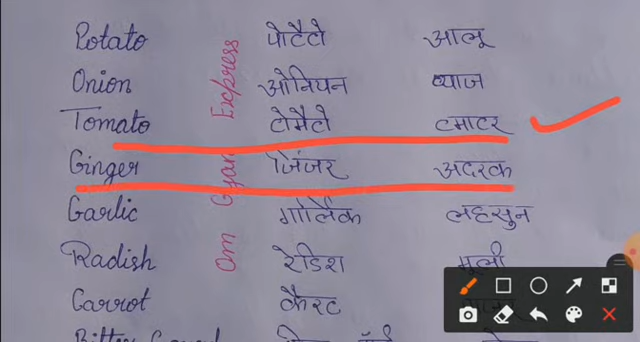 Potato पोटैटो आलू
Onion ओनियन प्याज
Tomato टोमैटो टमाटर
Ginger जिंजर अदरक
Garlic गार्लिक लहसुन
Radish रेडिश मूली
Carrot कैरट
Om Gyan Express